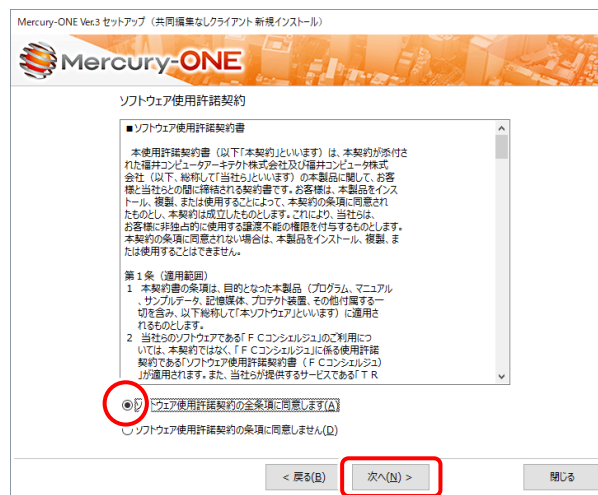 Mercury-ONE Ver.3 セットアップ（共同編集なしクライアント 新規インストール）
Mercury-ONE
ソフトウェア使用許諾契約
■ソフトウェア使用許諾契約書
本使用許諾契約書（以下「本契約」といいます）は、本契約が添付さ
れた福井コンピュータアーキテクト株式会社及び福井コンピュータ株式
会社（以下、総称して「当社ら」といいます）の本製品に関して、お客
様と当社らとの間に締結される契約書です。お客様は、本製品をインス
トール、複製、または使用することによって、本契約の条項に同意され
たものとし、本契約は成立したものとします。これにより、当社らは、
お客様に非独占的に使用する譲渡不能の権限を付与するものとします。
本契約の条項に同意されない場合は、本製品をインストール、複製、ま
たは使用することはできません。
第１条（適用範囲）
1 本契約書の条項は、目的となった本製品（プログラム、マニュアル
、サンプルデータ、記憶媒体、プロテクト装置、その他付属する一
切を含み、以下総称して「本ソフトウェア」といいます）に適用さ
れるものとします。
2 当社らのソフトウェアである「ＦＣコンシェルジュ」のご利用につ
いては、本契約ではなく、「ＦＣコンシェルジュ」に係る使用許諾
契約である「ソフトウェア使用許諾契約書（ＦＣコンシェルジュ）
」が適用されます。また、当社らが提供するサービスである「ＴＲ
ソフトウェア使用許諾契約の全条項に同意します(A)
ソフトウェア使用許諾契約の条項に同意しません(D)
< 戻る(B) 次へ(N) > 閉じる